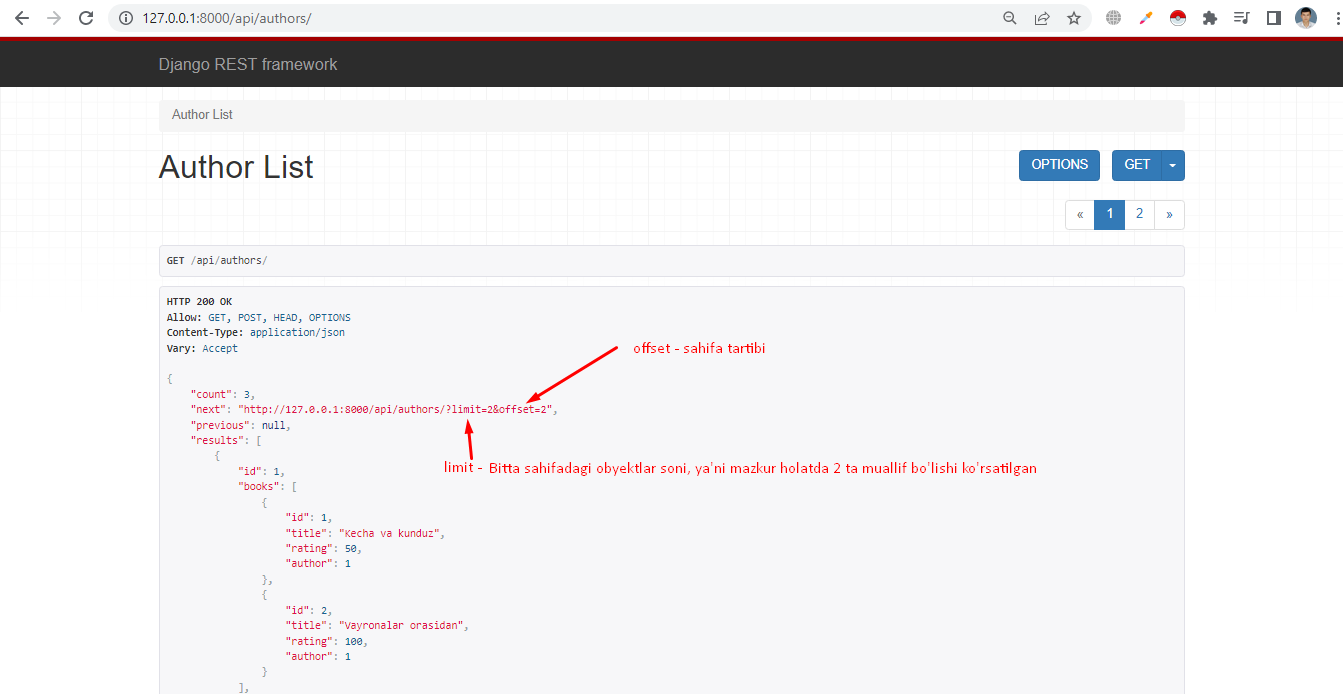 127.0.0.1:8000/api/authors/
Django REST framework
Author List
Author List
OPTIONS GET
« 1 2 »
GET /api/authors/
HTTP 200 OK
Allow: GET, POST, HEAD, OPTIONS
Content-Type: application/json
Vary: Accept
offset - sahifa tartibi
{
"count": 3,
"next": "http://127.0.0.1:8000/api/authors/?limit=2&offset=2",
"previous": null,
"results": [
{
limit - Bitta sahifadagi obyektlar soni, ya'ni mazkur holatda 2 ta muallif bo'lishi ko'rsatilgan
"id": 1,
"books": [
{
"id": 1,
"title": "Kecha va kunduz",
"rating": 50,
"author": 1
},
{
"id": 2,
"title": "Vayronalar orasidan",
"rating": 100,
"author": 1
}
],